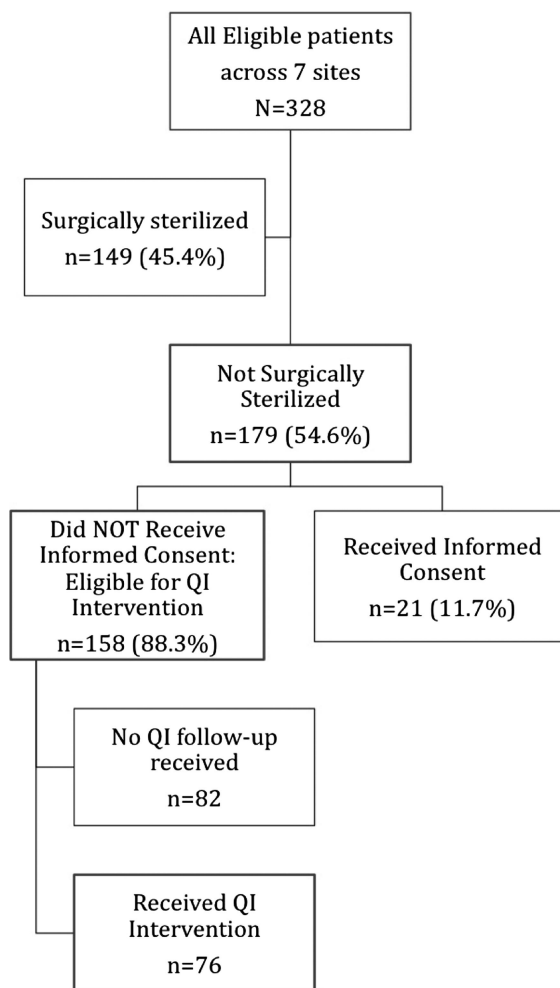 All Eligible patients
across 7 sites
N=328
Surgically sterilized
n=149 (45.4%)
Not Surgically
Sterilized
n=179 (54.6%)
Did NOT Receive
Informed Consent:
Eligible for QI
Intervention
n=158 (88.3%)
Received Informed
Consent
n=21 (11.7%)
No QI follow-up
received
n=82
Received QI
Intervention
n=76